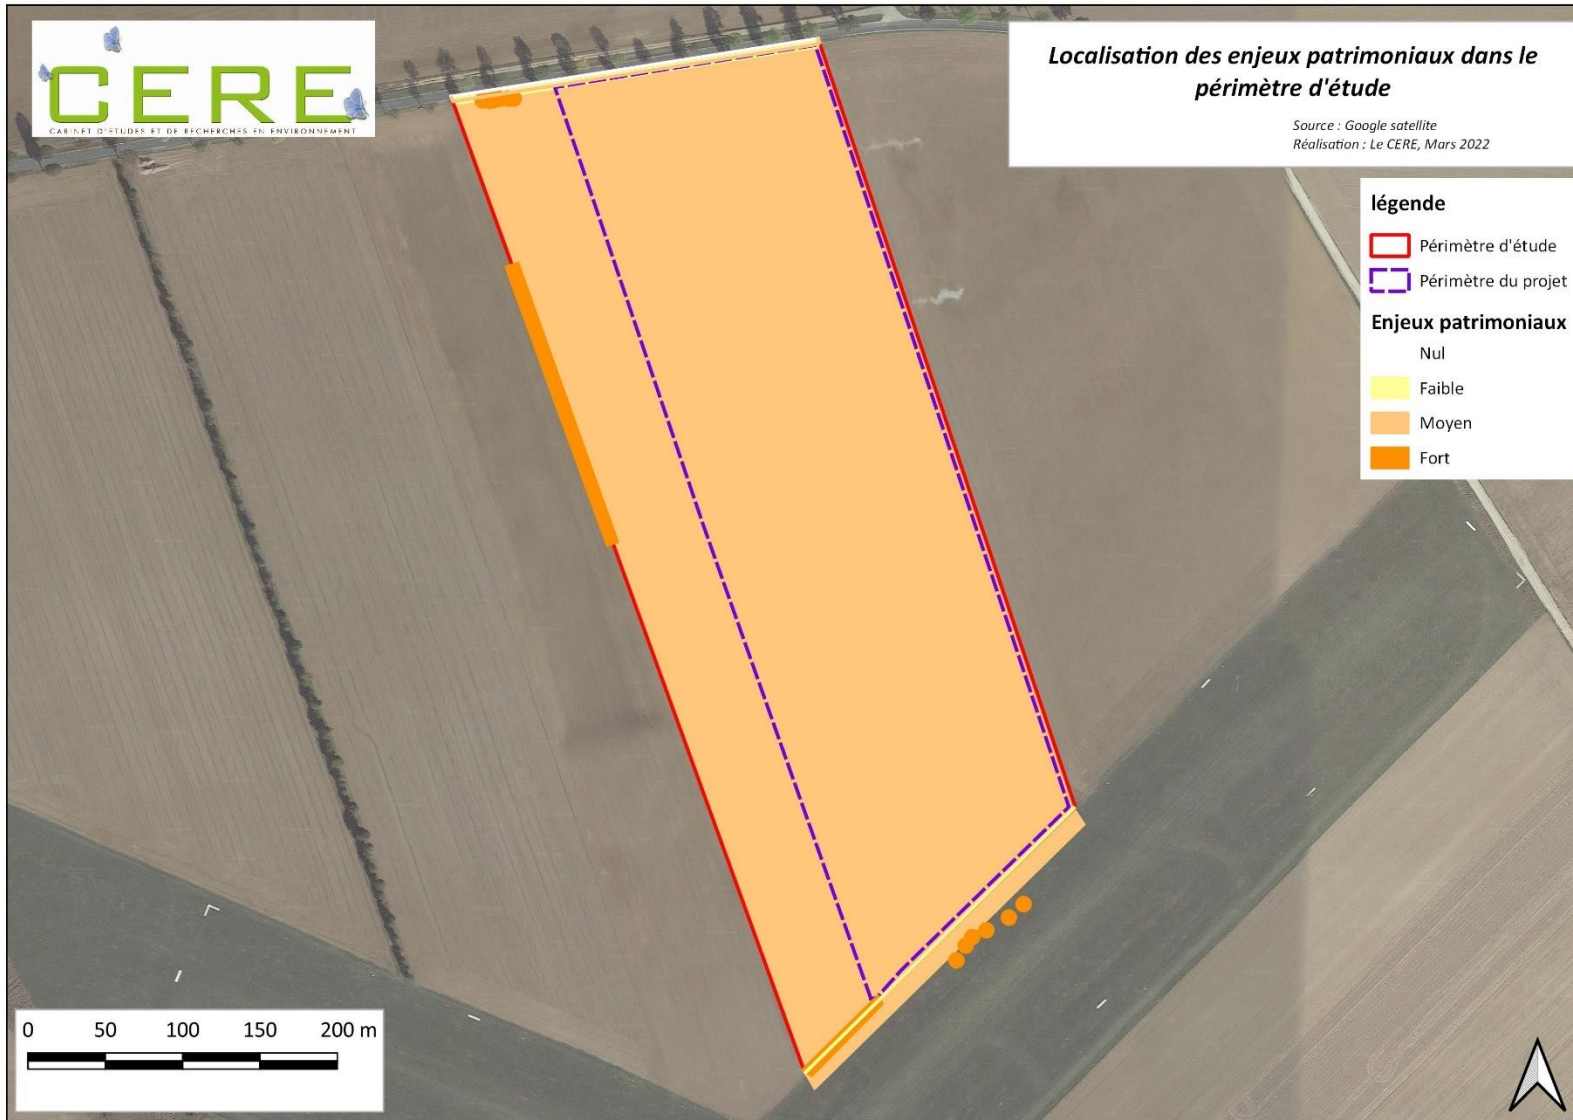 CERE
CABINET D'ETUDES ET DE RECHERCHES EN ENVIRONNEMENT
Localisation des enjeux patrimoniaux dans le
périmètre d'étude
Source : Google satellite
Réalisation : Le CERE, Mars 2022
légende
Périmètre d'étude
Périmètre du projet
Enjeux patrimoniaux
Nul
Faible
Moyen
Fort
0 50 100 150 200 m